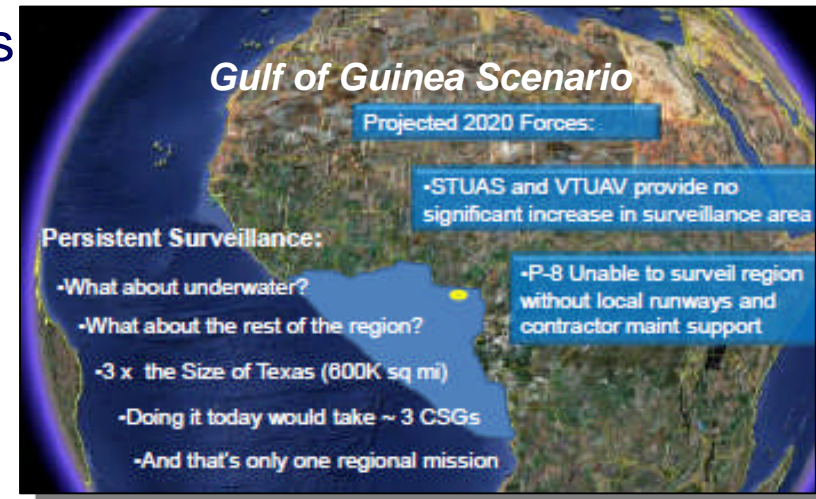 s
Gulf of Guinea Scenario
Projected 2020 Forces:
-STUAS and VTUAV provide no
significant increase in surveillance area
Persistent Surveillance:
-What about underwater?
-What about the rest of the region?
-3 x the Size of Texas (600K sq mi)
-Doing it today would take ~ 3 CSGs
-And that's only one regional mission
-P-8 Unable to surveil region
without local runways and
contractor maint support